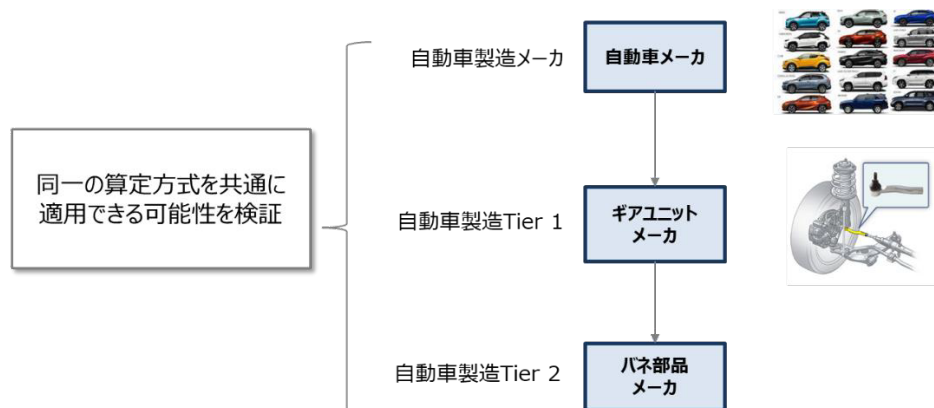 自動車製造メーカ
自動車メーカ
同一の算定方式を共通に
適用できる可能性を検証
自動車製造Tier 1
ギアユニット
メーカ
自動車製造Tier 2
バネ部品
メーカ